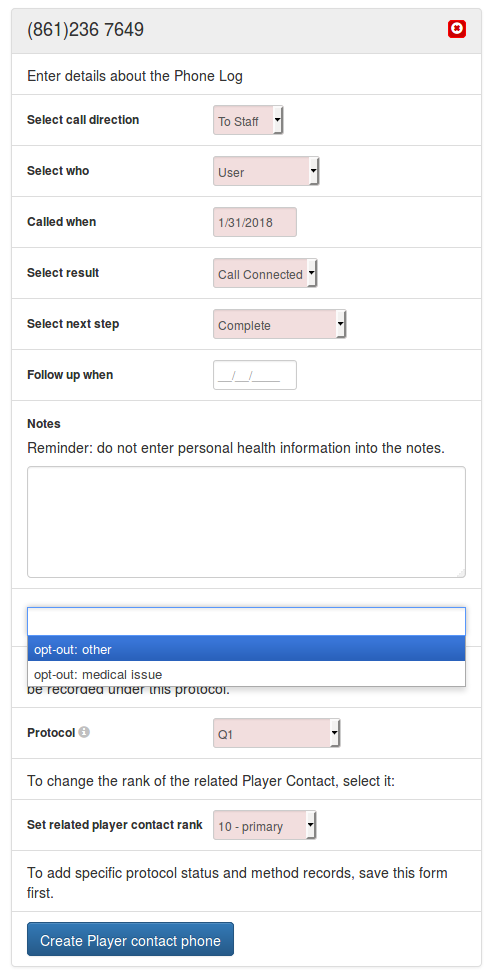 (861)236 7649
Enter details about the Phone Log
Select call direction To Staff
Select who User
Called when 1/31/2018
Select result Call Connected
Select next step Complete
Follow up when __/__/____
Notes
Reminder: do not enter personal health information into the notes.
opt-out: other
opt-out: medical issue
be recorded under this protocol.
Protocol Q1
To change the rank of the related Player Contact, select it:
Set related player contact rank 10 - primary
To add specific protocol status and method records, save this form
first.
Create Player contact phone